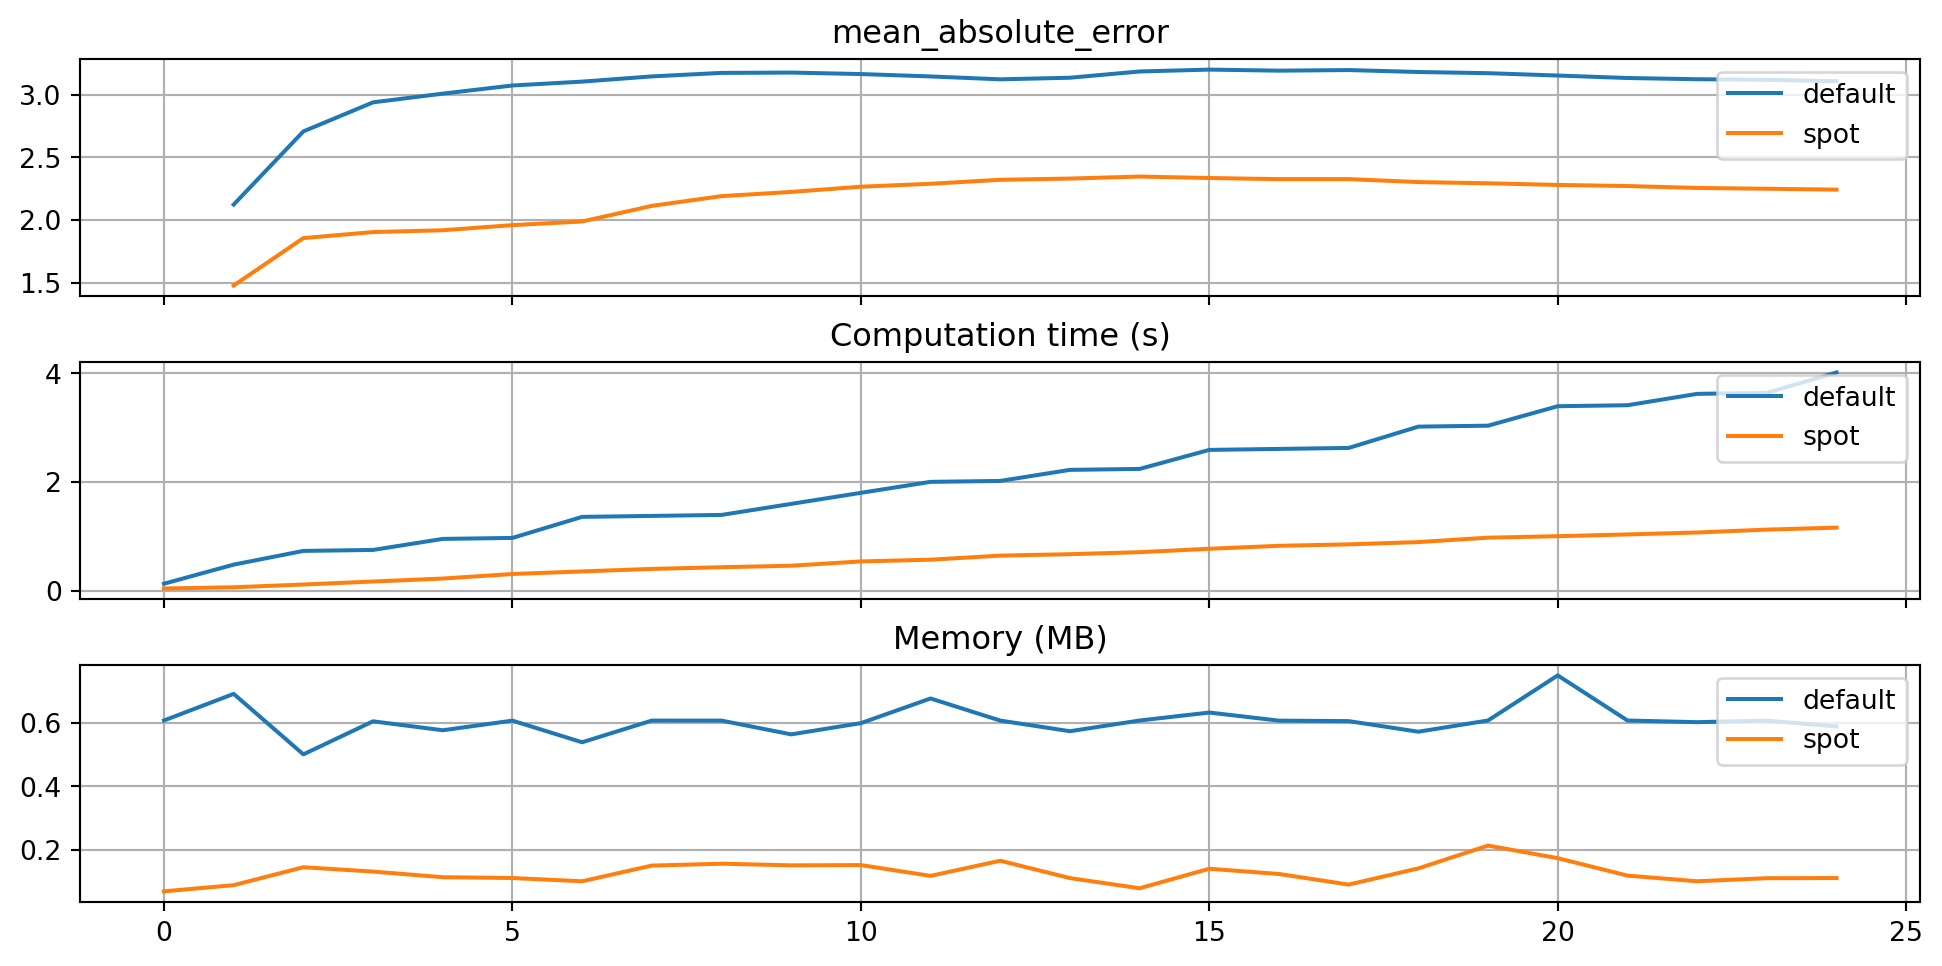 mean_absolute_error
3.0
2.5
2.0
1.5
default
spot
Computation time (s)
4
2
0
default
spot
Memory (MB)
0.6
0.4
0.2
default
spot
0 5 10 15 20 25